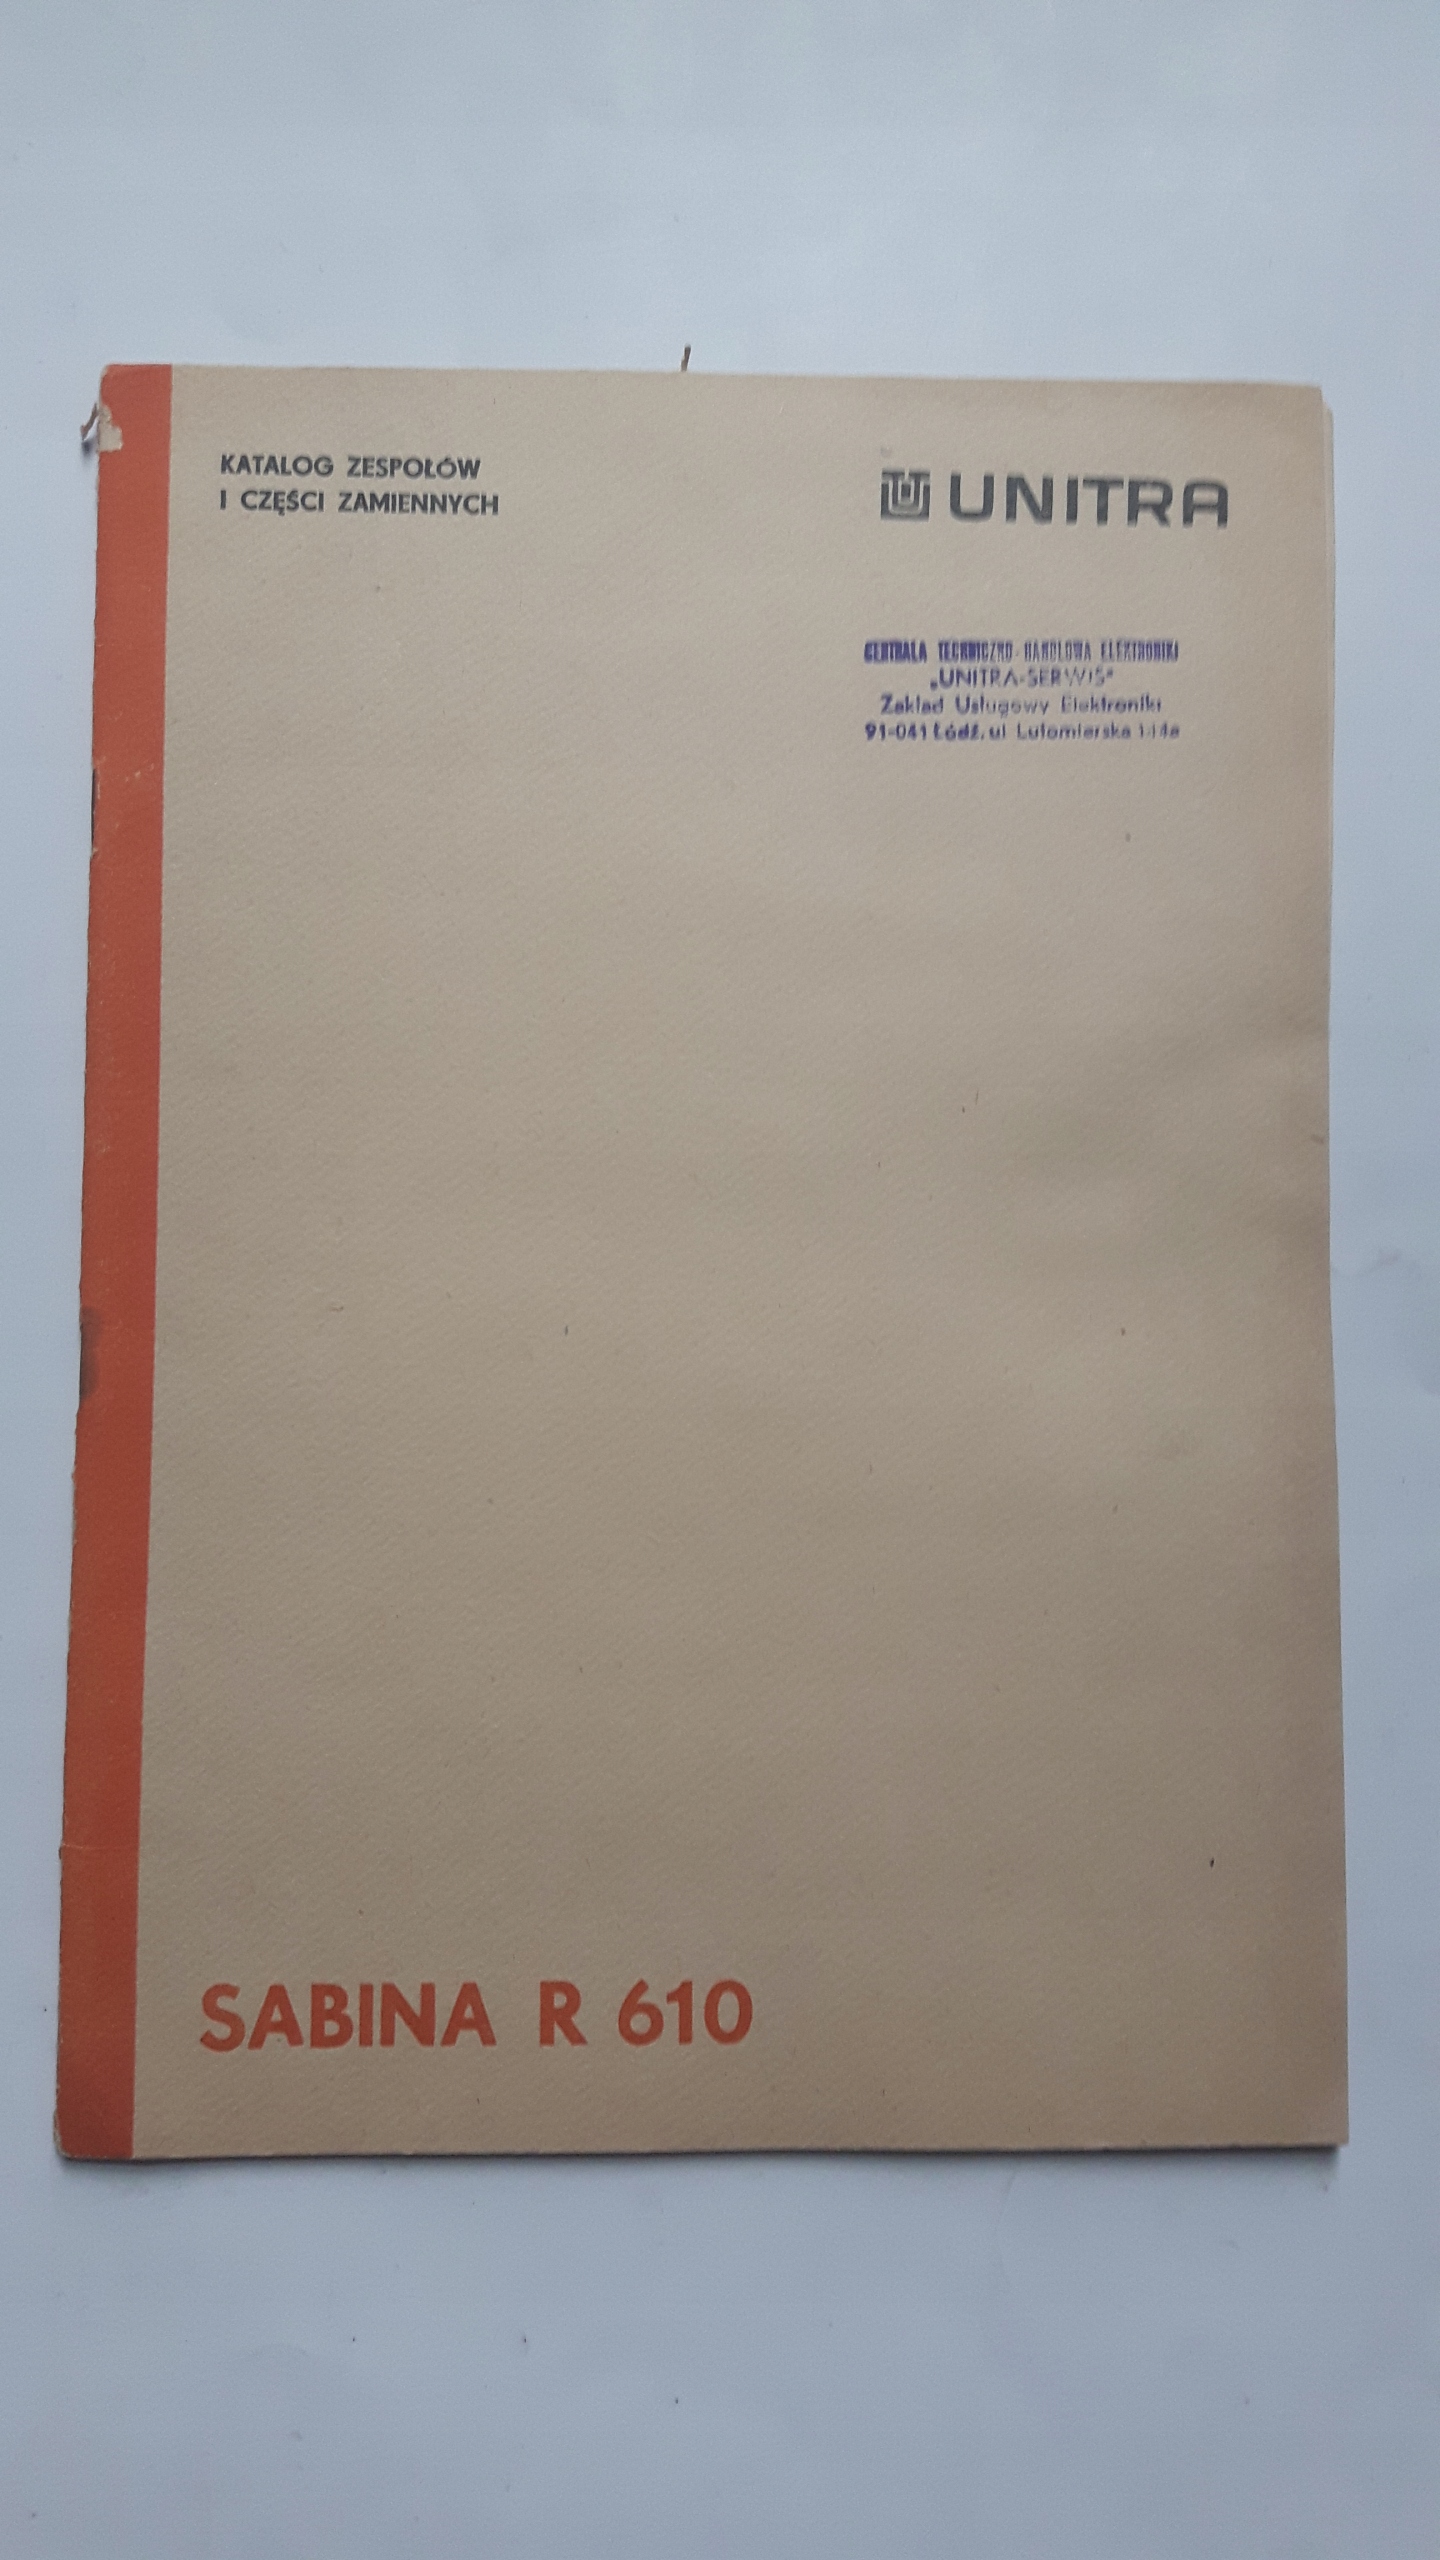 KATALOG ZESPOŁÓW
I CZĘŚCI ZAMIENNYCH
UNITRA
CENTRALA TECHNICZNO-HANDLOWA ELEKTRONIKI
„UNITRA-SERWIS"
Zakład Usługowy Elektroniki
91-041 Łódź, ul Lutomierska
SABINA R 610